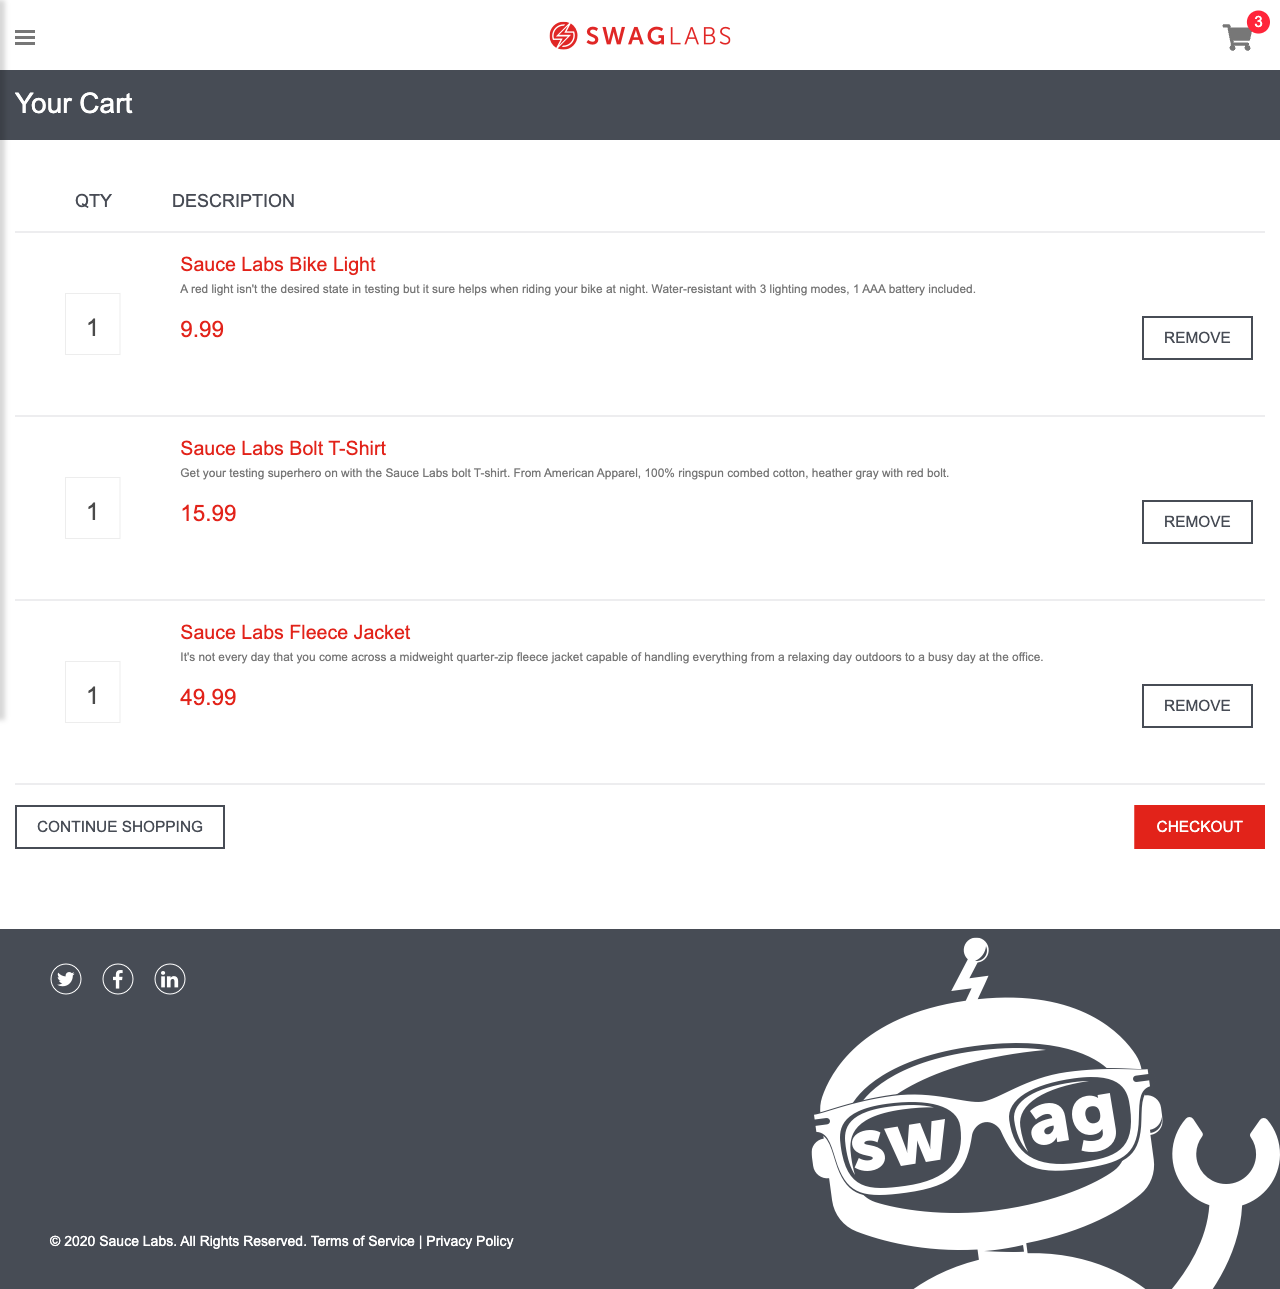 SWAGLABS
3
Your Cart
QTY DESCRIPTION
Sauce Labs Bike Light
A red light isn't the desired state in testing but it sure helps when riding your bike at night. Water-resistant with 3 lighting modes, 1 AAA battery included.
1
9.99
REMOVE
Sauce Labs Bolt T-Shirt
Get your testing superhero on with the Sauce Labs bolt T-shirt. From American Apparel, 100% ringspun combed cotton, heather gray with red bolt.
1
15.99
REMOVE
Sauce Labs Fleece Jacket
It's not every day that you come across a midweight quarter-zip fleece jacket capable of handling everything from a relaxing day outdoors to a busy day at the office.
1
49.99
REMOVE
CONTINUE SHOPPING
CHECKOUT
f in
sw ag
© 2020 Sauce Labs. All Rights Reserved. Terms of Service | Privacy Policy